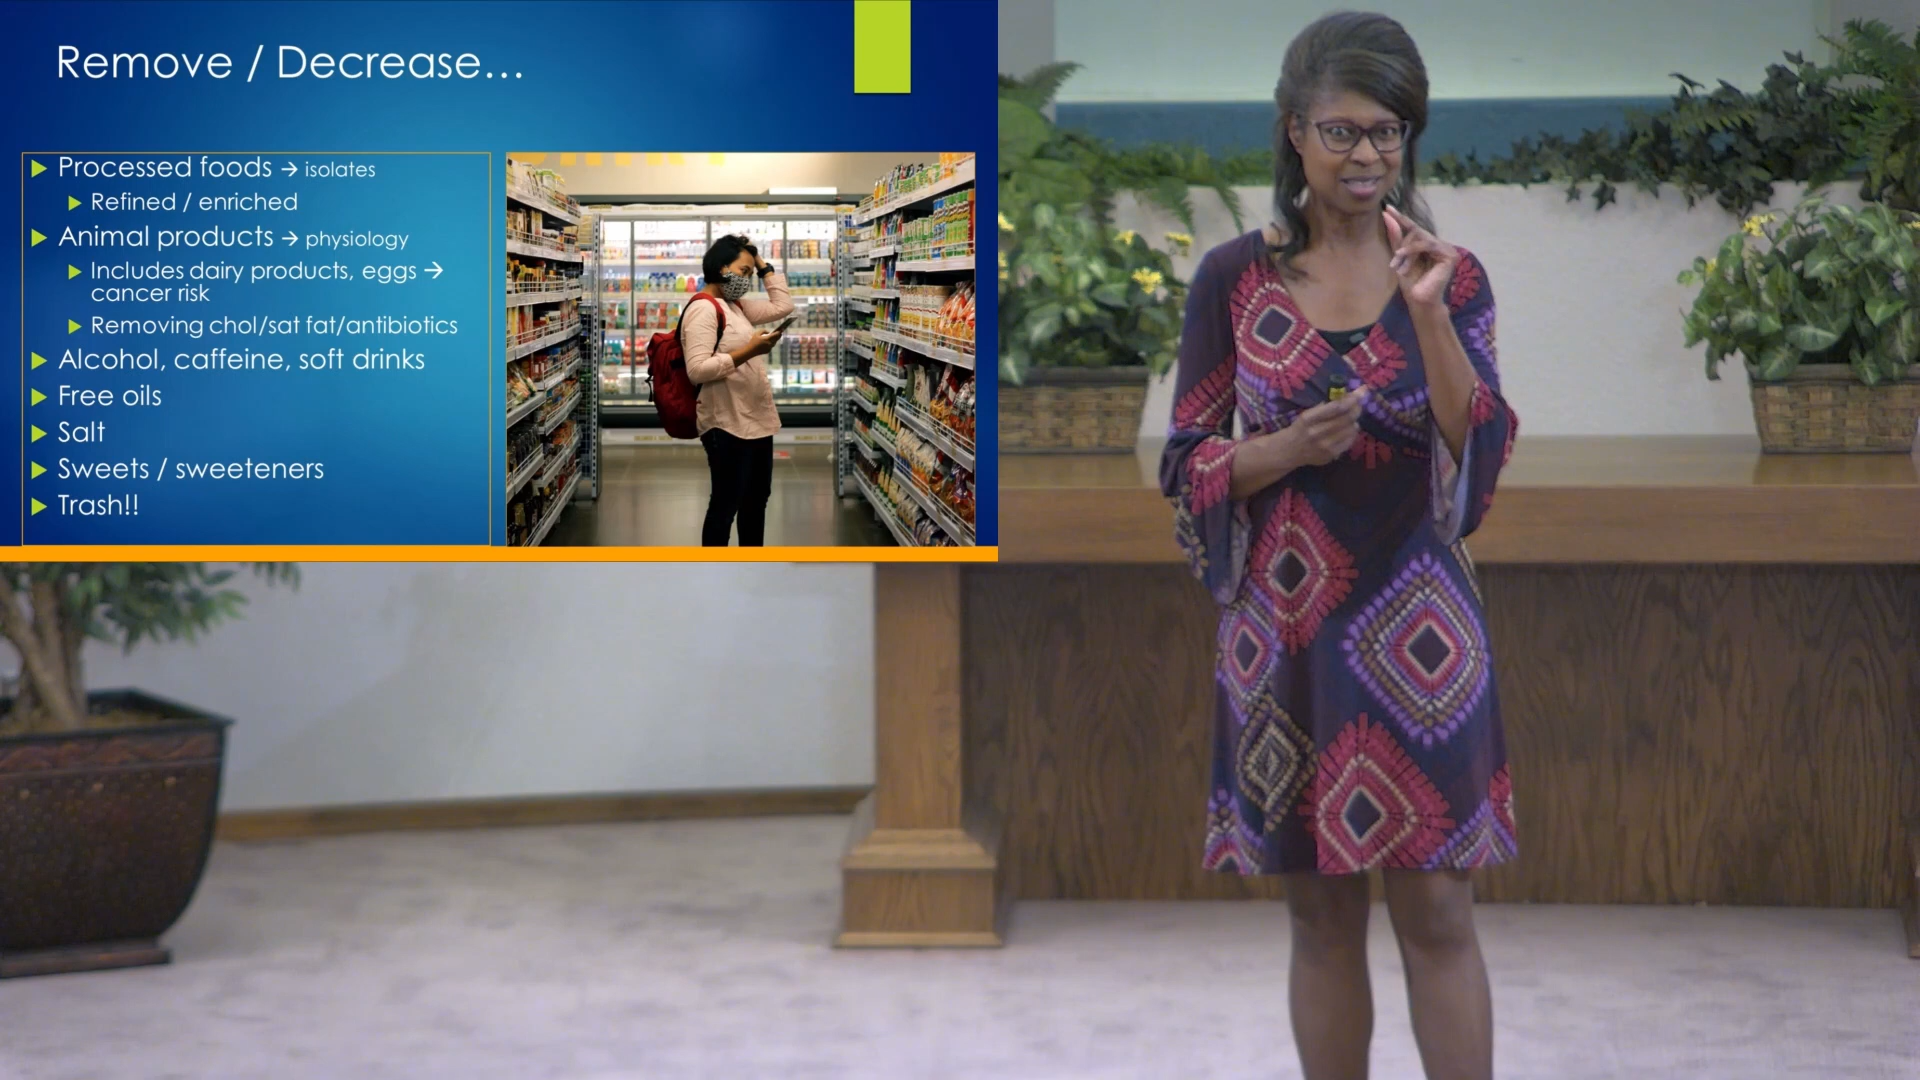 Remove / Decrease...
Processed foods → isolates
Refined / enriched
Animal products → physiology
Includes dairy products, eggs →
cancer risk
Removing chol/sat fat/antibiotics
Alcohol, caffeine, soft drinks
Free oils
Salt
Sweets / sweeteners
Trash!!